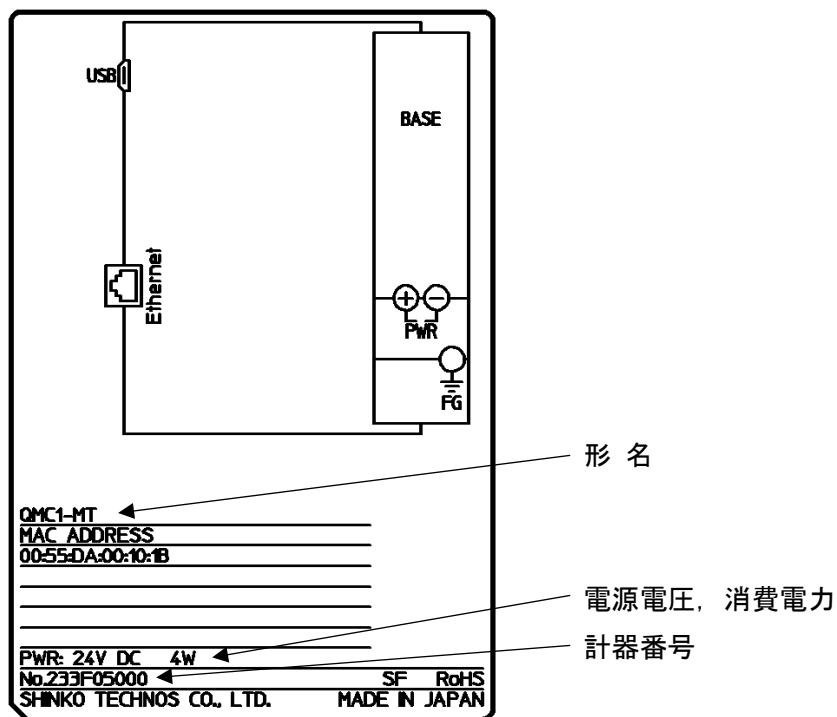 USB
BASE
Ethernet
PWR
FG
形 名
QMC1-MT
MAC ADDRESS
00:55:DA:00:10:1B
電源電圧, 消費電力
PWR: 24V DC 4W
計器番号
No.233F05000 SF RoHS
SHINKO TECHNOS CO., LTD. MADE IN JAPAN